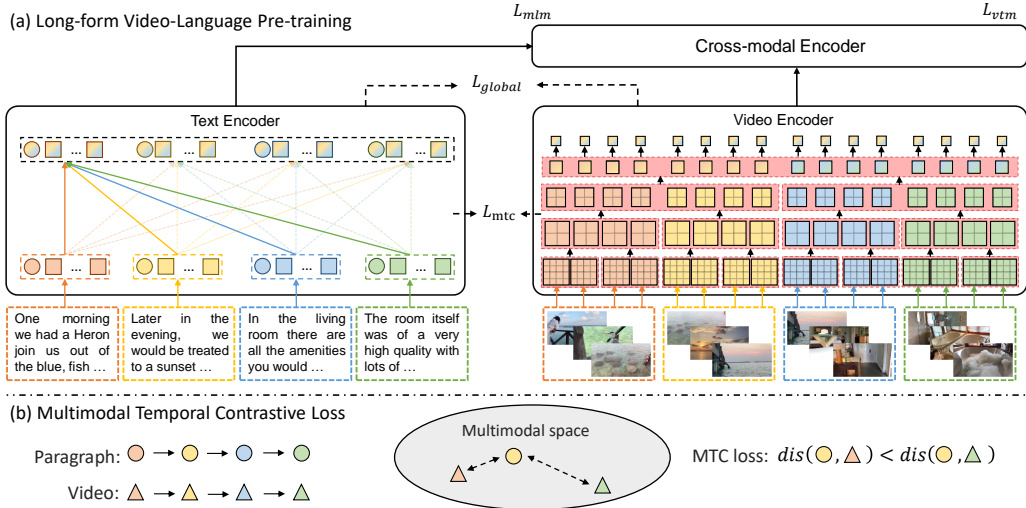 (a) Long-form Video-Language Pre-training
L_mlm
L_vtm
Cross-modal Encoder
L_global
Text Encoder
Video Encoder
... ... ... ...
L_mtc
... ... ... ...
One morning
we had a Heron
join us out of
the blue, fish ...
Later in the
evening, we
would be treated
to a sunset ...
In the living
room there are
all the amenities
you would ...
The room itself
was of a very
high quality with
lots of ...
(b) Multimodal Temporal Contrastive Loss
Paragraph:
Video:
Multimodal space
MTC loss: dis(○, △) < dis(○, △)